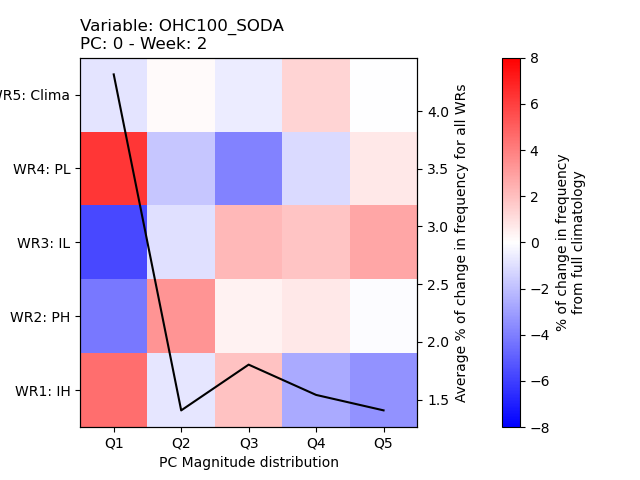 Variable: OHC100_SODA
PC: 0 - Week: 2
WR5: Clima
WR4: PL
WR3: IL
WR2: PH
WR1: IH
Q1 Q2 Q3 Q4 Q5
PC Magnitude distribution
4.0
3.5
3.0
2.5
2.0
1.5
Average % of change in frequency for all WRs
8
6
4
2
0
−2
−4
−6
−8
% of change in frequency
from full climatology